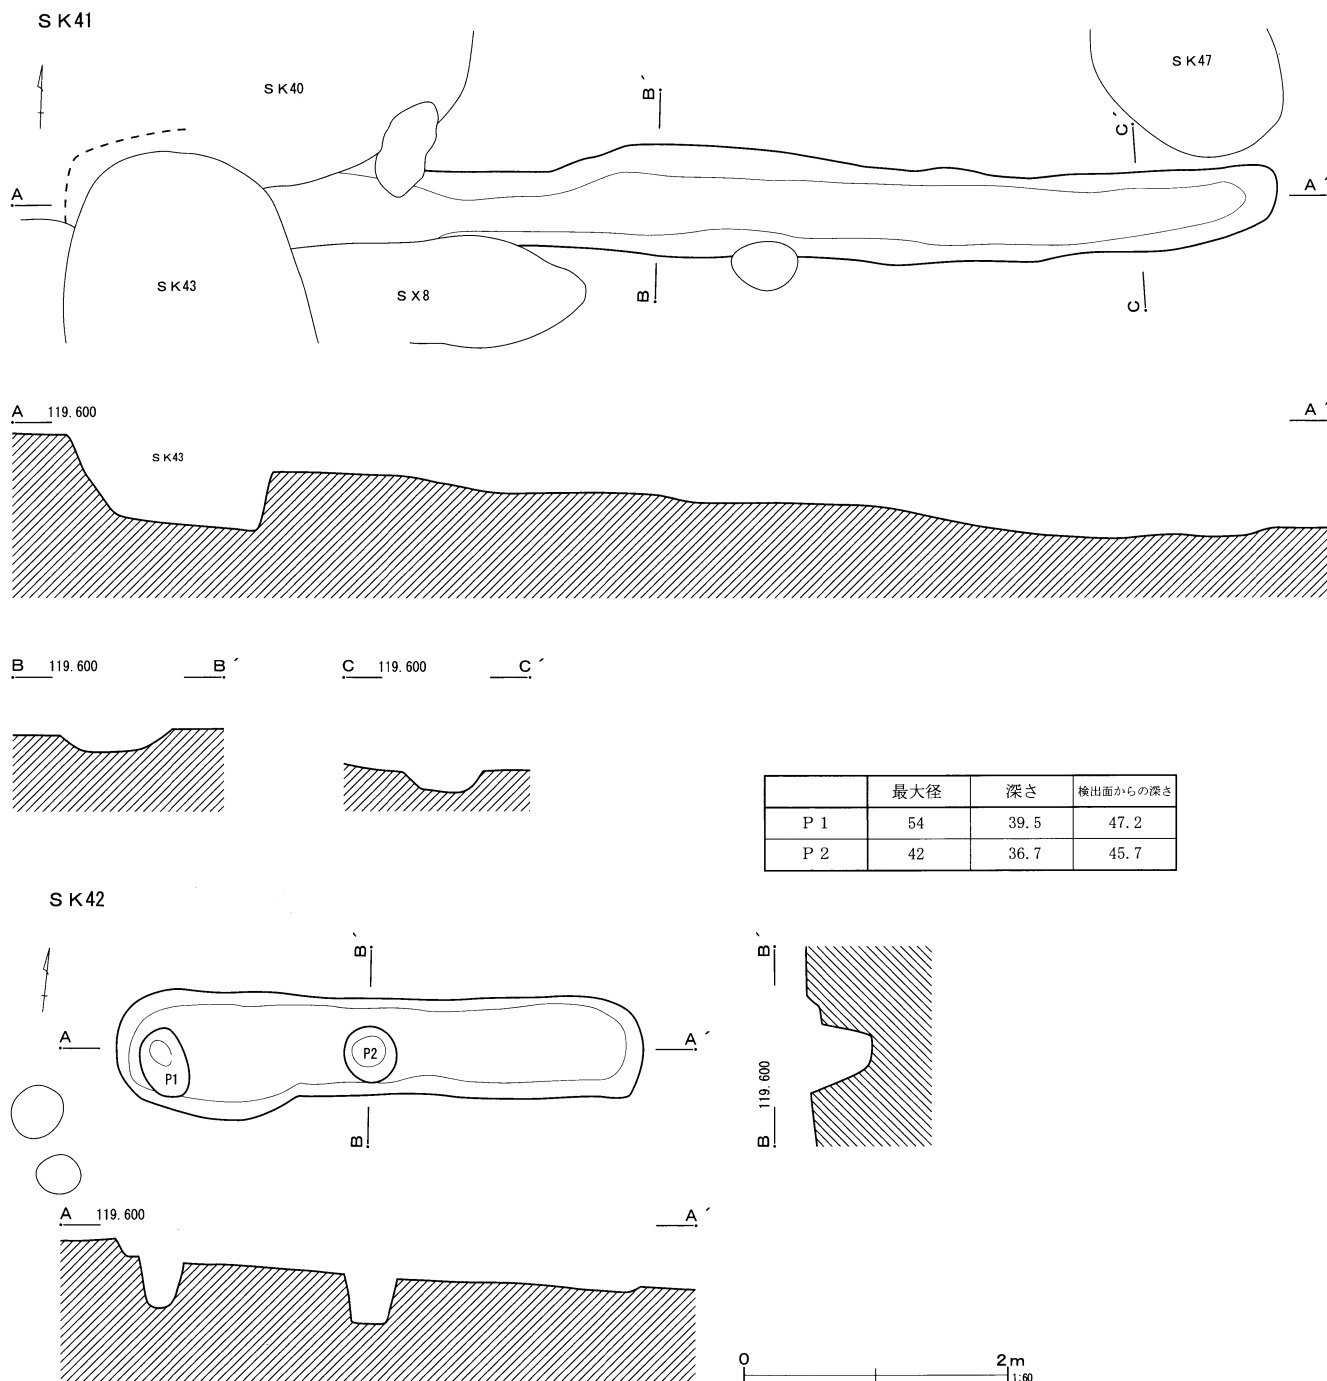 SK41
SK40
SK47
B´
C´
A
A´
SK43
SX8
B
C
A 119.600
A´
SK43
B 119.600 B´
C 119.600 C´
最大径 深さ 検出面からの深さ
P1 54 39.5 47.2
P2 42 36.7 45.7
SK42
B´
A
A´
P1
P2
B
B´
119.600
B
A 119.600
A´
0 2m
1:60